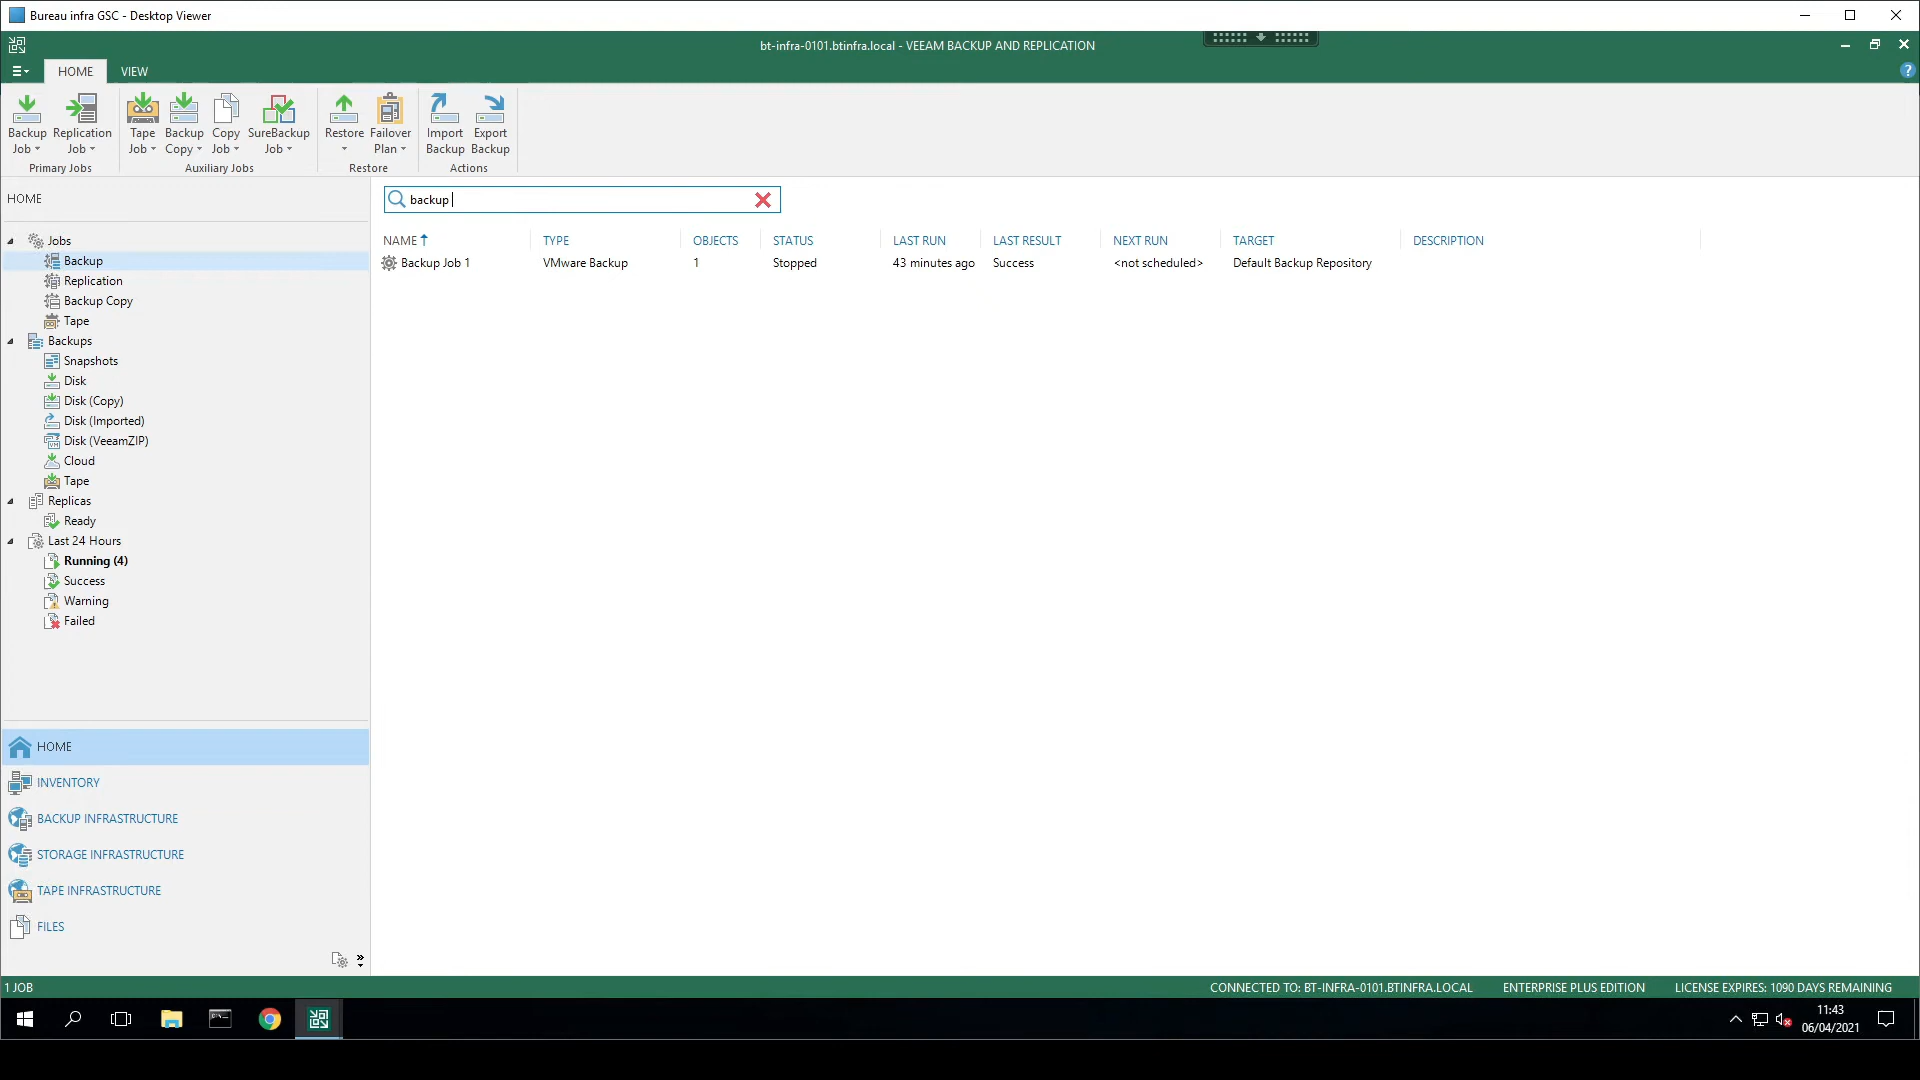 Bureau infra GSC - Desktop Viewer
bt-infra-0101.btinfra.local - VEEAM BACKUP AND REPLICATION
HOME VIEW
Backup Job
Replication Job
Tape Job
Backup Copy
Copy Job
SureBackup Job
Restore
Failover Plan
Import Backup
Export Backup
Primary Jobs
Auxiliary Jobs
Restore
Actions
HOME
backup
NAME TYPE OBJECTS STATUS LAST RUN LAST RESULT NEXT RUN TARGET DESCRIPTION
Backup Job 1 VMware Backup 1 Stopped 43 minutes ago Success <not scheduled> Default Backup Repository
Jobs
Backup
Replication
Backup Copy
Tape
Backups
Snapshots
Disk
Disk (Copy)
Disk (Imported)
Disk (VeeamZIP)
Cloud
Tape
Replicas
Ready
Last 24 Hours
Running (4)
Success
Warning
Failed
HOME
INVENTORY
BACKUP INFRASTRUCTURE
STORAGE INFRASTRUCTURE
TAPE INFRASTRUCTURE
FILES
1 JOB
CONNECTED TO: BT-INFRA-0101.BTINFRA.LOCAL ENTERPRISE PLUS EDITION LICENSE EXPIRES: 1090 DAYS REMAINING
11:43
06/04/2021